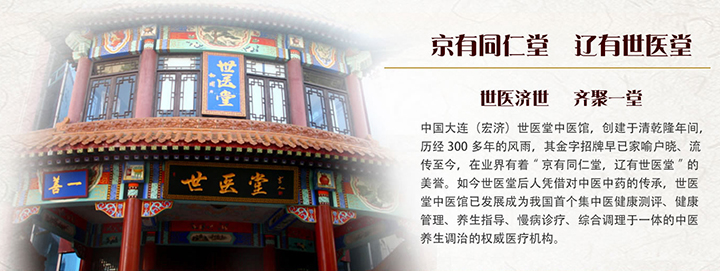 世医堂
世医堂
一善
京有同仁堂 辽有世医堂
世医济世 齐聚一堂
中国大连（宏济）世医堂中医馆，创建于清乾隆年间，
历经 300 多年的风雨，其金字招牌早已家喻户晓、流
传至今，在业界有着“京有同仁堂，辽有世医堂”的
美誉。如今世医堂后人凭借对中医中药的传承，世医
堂中医馆已发展成为我国首个集中医健康测评、健康
管理、养生指导、慢病诊疗、综合调理于一体的中医
养生调治的权威医疗机构。